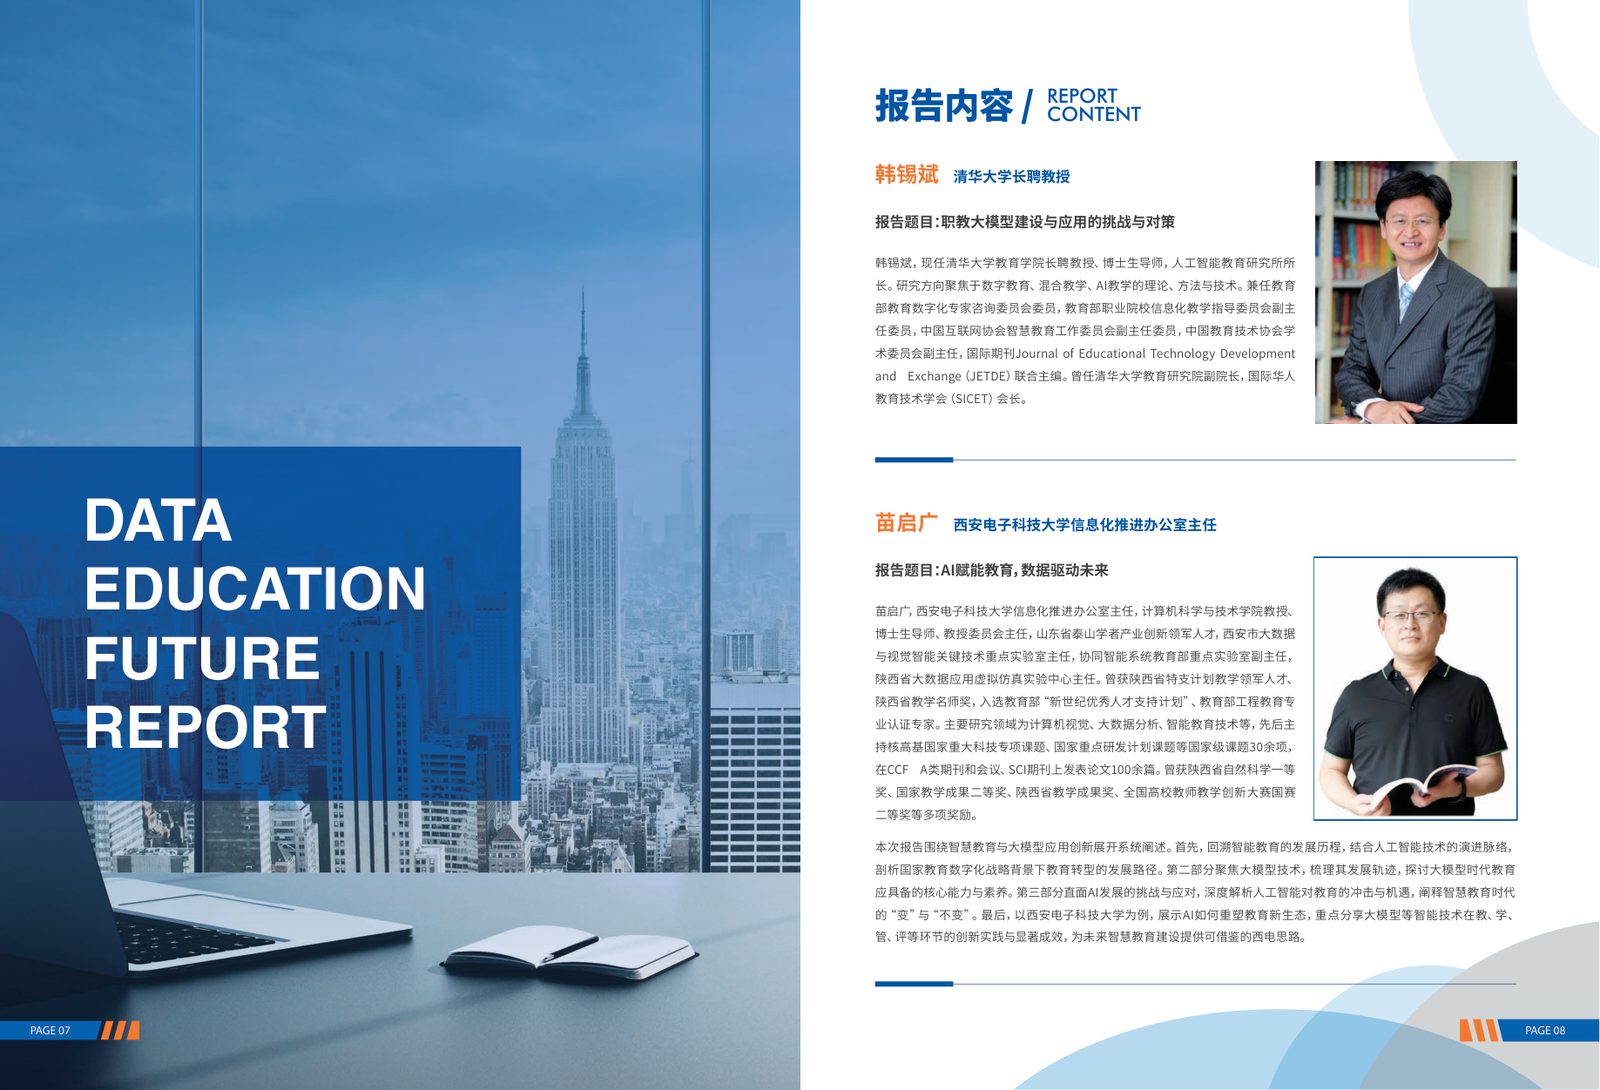 DATA
EDUCATION
FUTURE
REPORT
PAGE 07
报告内容 / REPORT
CONTENT
韩锡斌 清华大学长聘教授
报告题目：职教大模型建设与应用的挑战与对策
韩锡斌，现任清华大学教育学院长聘教授、博士生导师，人工智能教育研究所所
长。研究方向聚焦于数字教育、混合教学、AI教学的理论、方法与技术。兼任教育
部教育数字化专家咨询委员会委员，教育部职业院校信息化教学指导委员会副主
任委员，中国互联网协会智慧教育工作委员会副主任委员，中国教育技术协会学
术委员会副主任，国际期刊Journal of Educational Technology Development
and Exchange（JETDE）联合主编。曾任清华大学教育研究院副院长，国际华人
教育技术学会（SICET）会长。
苗启广 西安电子科技大学信息化推进办公室主任
报告题目：AI赋能教育，数据驱动未来
苗启广，西安电子科技大学信息化推进办公室主任，计算机科学与技术学院教授、
博士生导师、教授委员会主任，山东省泰山学者产业创新领军人才，西安市大数据
与视觉智能关键技术重点实验室主任，协同智能系统教育部重点实验室副主任，
陕西省大数据应用虚拟仿真实验中心主任。曾获陕西省特支计划教学领军人才、
陕西省教学名师奖，入选教育部“新世纪优秀人才支持计划”、教育部工程教育专
业认证专家。主要研究领域为计算机视觉、大数据分析、智能教育技术等，先后主
持核高基国家重大科技专项课题、国家重点研发计划课题等国家级课题30余项，
在CCF A类期刊和会议、SCI期刊上发表论文100余篇。曾获陕西省自然科学一等
奖、国家教学成果二等奖、陕西省教学成果奖、全国高校教师教学创新大赛国赛
二等奖等多项奖励。
本次报告围绕智慧教育与大模型应用创新展开系统阐述。首先，回溯智能教育的发展历程，结合人工智能技术的演进脉络，
剖析国家教育数字化战略背景下教育转型的发展路径。第二部分聚焦大模型技术，梳理其发展轨迹，探讨大模型时代教育
应具备的核心能力与素养。第三部分直面AI发展的挑战与应对，深度解析人工智能对教育的冲击与机遇，阐释智慧教育时代
的“变”与“不变”。最后，以西安电子科技大学为例，展示AI如何重塑教育新生态，重点分享大模型等智能技术在教、学、
管、评等环节的创新实践与显著成效，为未来智慧教育建设提供可借鉴的西电思路。
PAGE 08